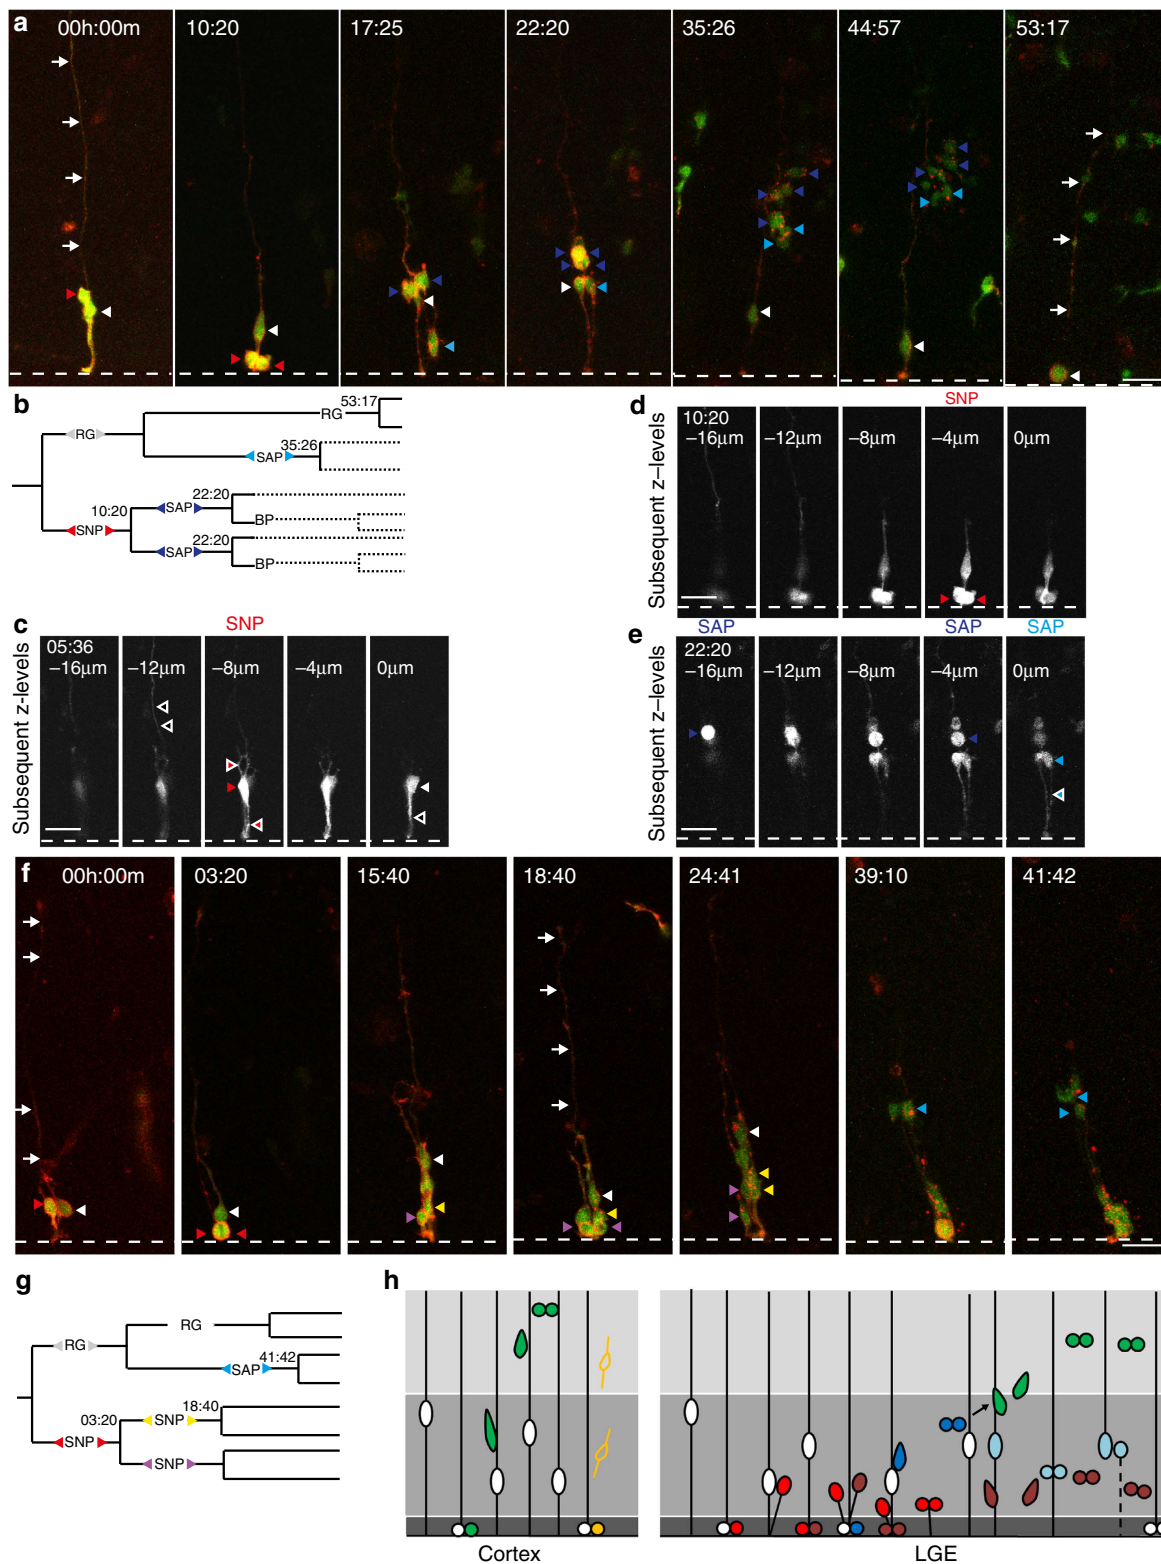 a
00h:00m 10:20 17:25 22:20 35:26 44:57 53:17
b
RG
RG
53:17
SAP
35:26
SNP
10:20
SAP
22:20
BP
SAP
22:20
BP
c
SNP
Subsequent z-levels
05:36
−16µm −12µm −8µm −4µm 0µm
d
SNP
Subsequent z–levels
10:20
−16µm −12µm −8µm −4µm 0µm
e
SAP SAP SAP
Subsequent z–levels
22:20
−16µm −12µm −8µm −4µm 0µm
f
00h:00m 03:20 15:40 18:40 24:41 39:10 41:42
g
RG
RG
SAP
41:42
SNP
03:20
SNP
18:40
SNP
h
Cortex LGE